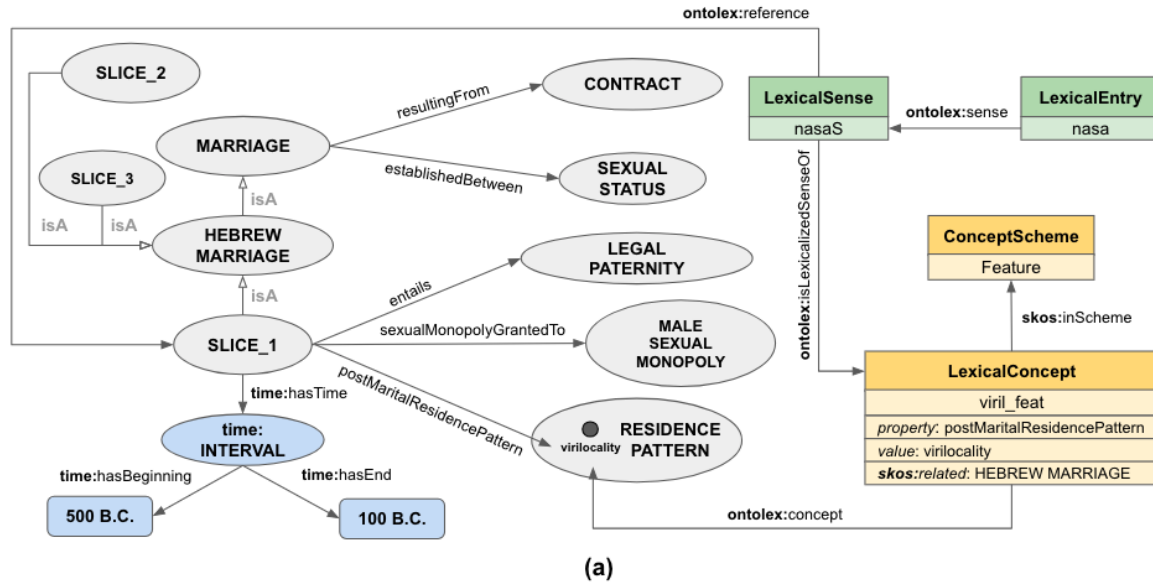 ontolex:reference
SLICE_2
CONTRACT
LexicalSense
nasaS
ontolex:sense
LexicalEntry
nasa
resultingFrom
MARRIAGE
establishedBetween
SEXUAL
STATUS
SLICE_3
isA
isA
isA
HEBREW
MARRIAGE
LEGAL
PATERNITY
ontolex:isLexicalizedSenseOf
ConceptScheme
Feature
isA
entails
SLICE_1
sexualMonopolyGrantedTo
MALE
SEXUAL
MONOPOLY
skos:inScheme
postMaritalResidencePattern
time:hasTime
LexicalConcept
viril_feat
property: postMaritalResidencePattern
value: virilocality
skos:related: HEBREW MARRIAGE
time:
INTERVAL
RESIDENCE
PATTERN
virilocality
time:hasBeginning
time:hasEnd
500 B.C.
100 B.C.
ontolex:concept
(a)